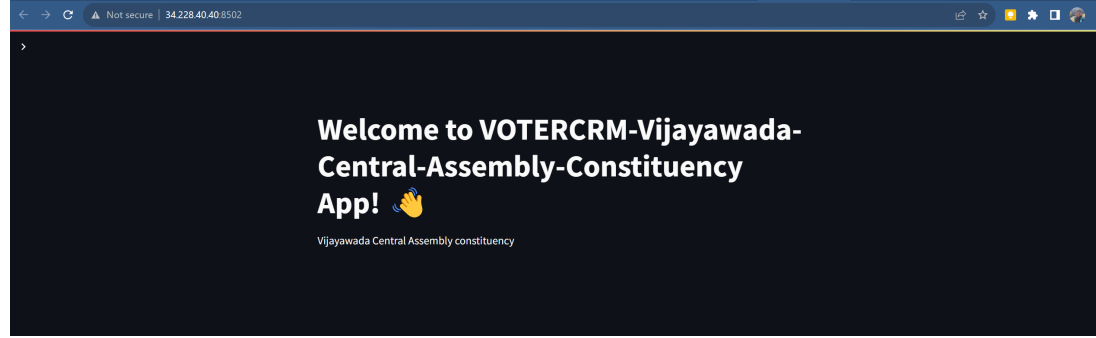 Not secure | 34.228.40.40:8502
Welcome to VOTERCRM-Vijayawada-
Central-Assembly-Constituency
App! 👋
Vijayawada Central Assembly constituency